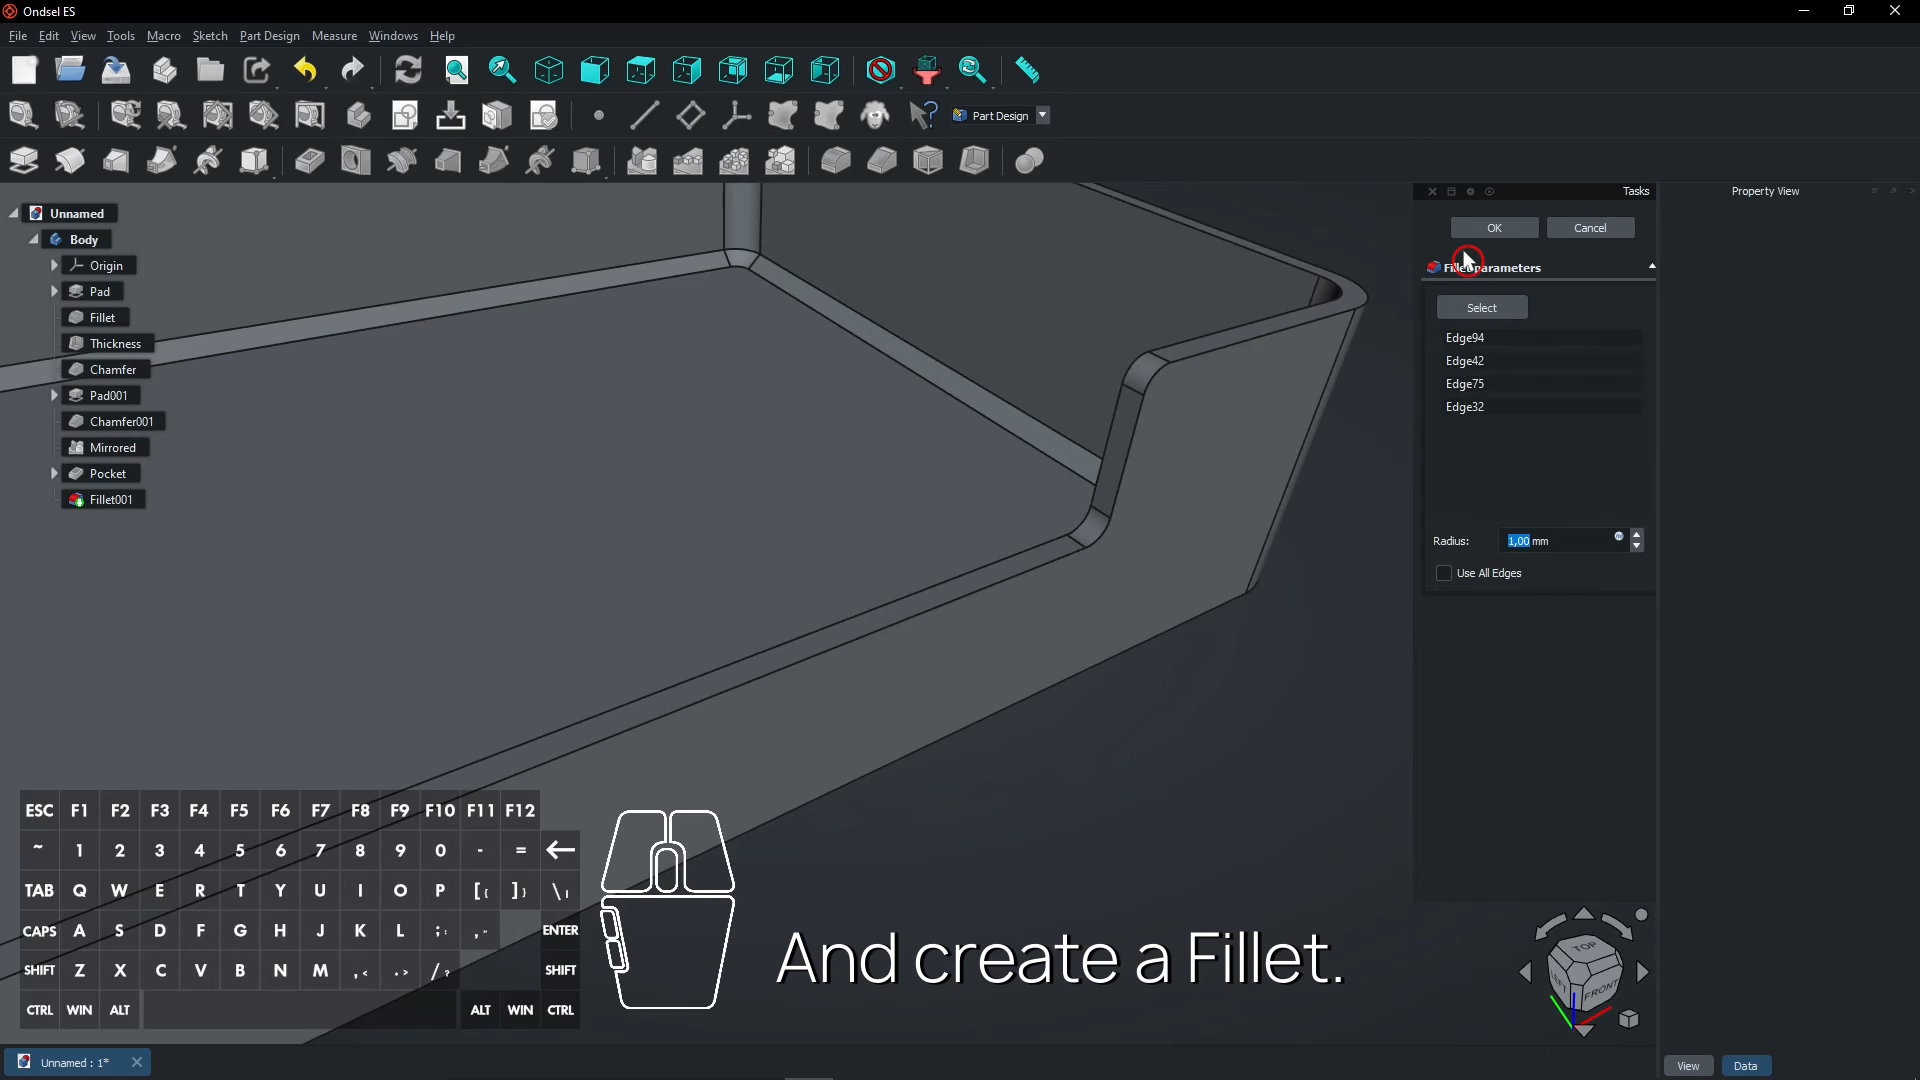 Ondsel ES
File Edit View Tools Macro Sketch Part Design Measure Windows Help
Part Design
Unnamed
Body
Origin
Pad
Fillet
Thickness
Chamfer
Pad001
Chamfer001
Mirrored
Pocket
Fillet001
Tasks
OK Cancel
Fillet parameters
Select
Edge94
Edge42
Edge75
Edge32
Radius: 1,00 mm
Use All Edges
Property View
ESC F1 F2 F3 F4 F5 F6 F7 F8 F9 F10 F11 F12
~ 1 2 3 4 5 6 7 8 9 0 - =
TAB Q W E R T Y U I O P [{ ]} \|
CAPS A S D F G H J K L ;: ," ENTER
SHIFT Z X C V B N M ,< .> /? SHIFT
CTRL WIN ALT ALT WIN CTRL
And create a Fillet.
TOP
LEFT FRONT
Unnamed : 1*
View Data